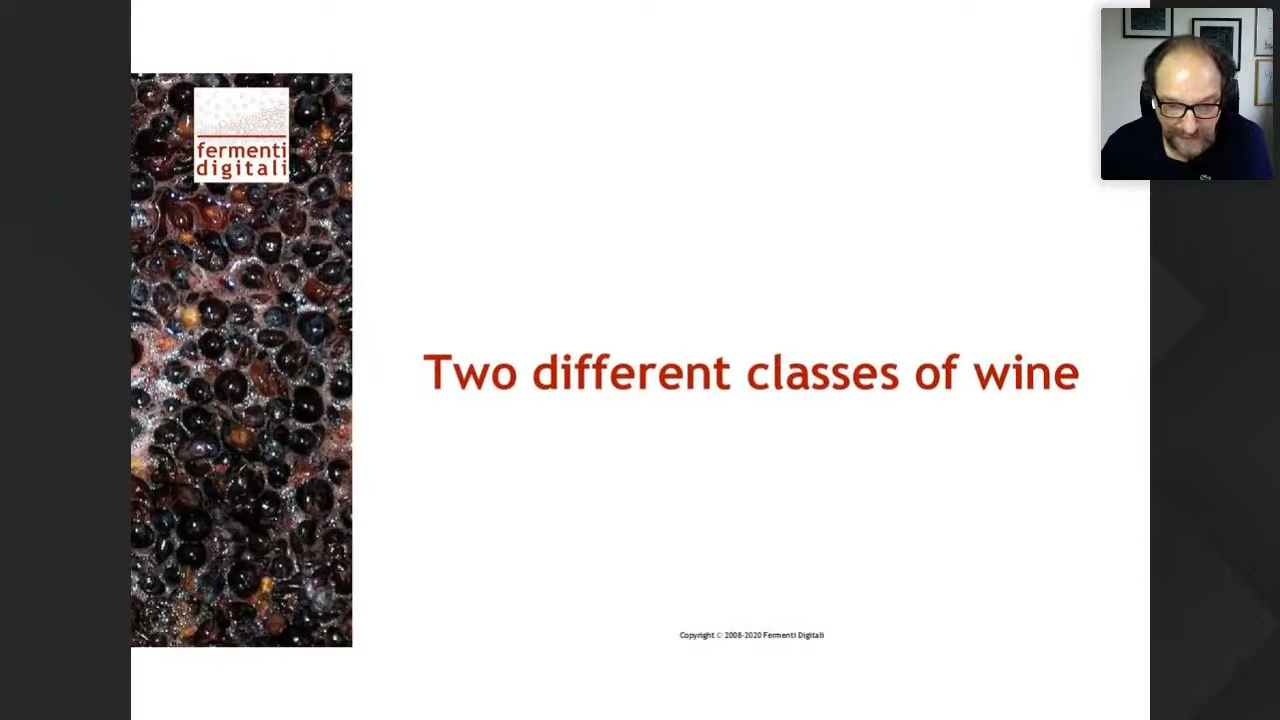 fermenti
digitali
Two different classes of wine
Copyright © 2008-2020 Fermenti Digitali